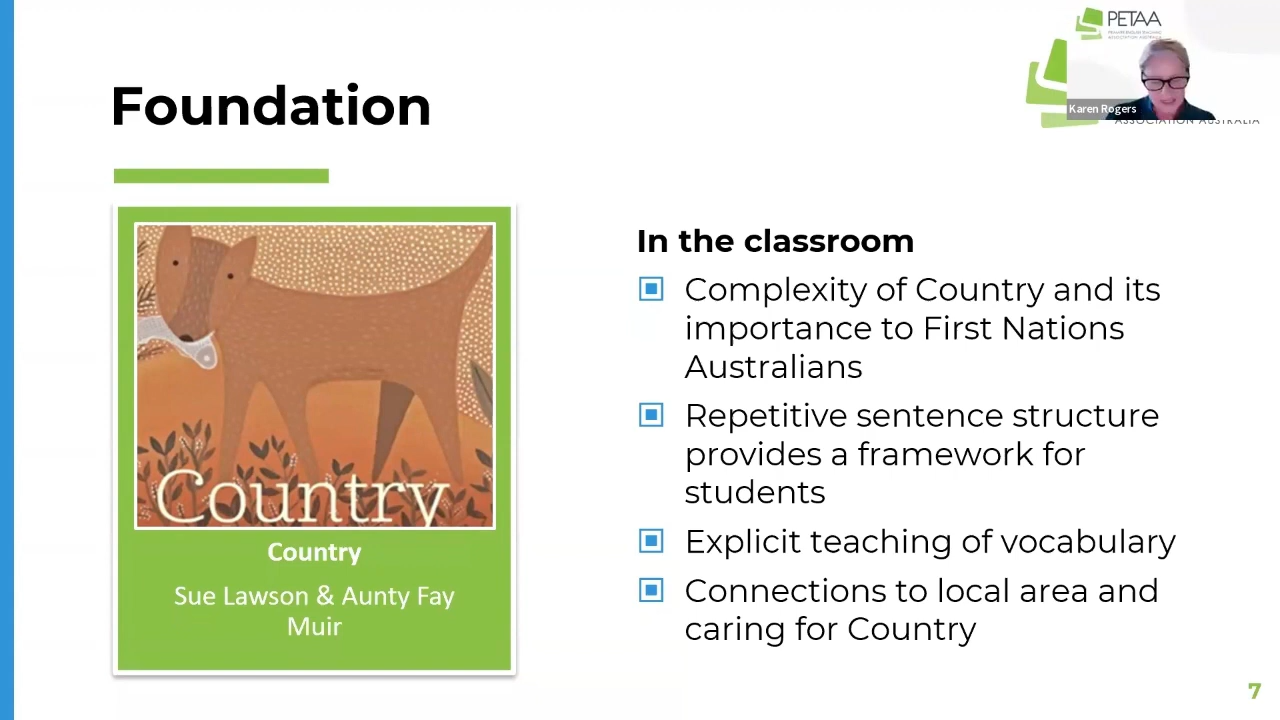 PETAA
Karen Rogers
ASSOCIATION AUSTRALIA
Foundation
Country
Country
Sue Lawson & Aunty Fay
Muir
In the classroom
Complexity of Country and its
importance to First Nations
Australians
Repetitive sentence structure
provides a framework for
students
Explicit teaching of vocabulary
Connections to local area and
caring for Country
7